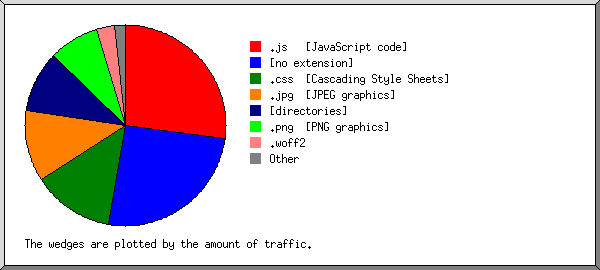 .js [JavaScript code]
[no extension]
.css [Cascading Style Sheets]
.jpg [JPEG graphics]
[directories]
.png [PNG graphics]
.woff2
Other
The wedges are plotted by the amount of traffic.